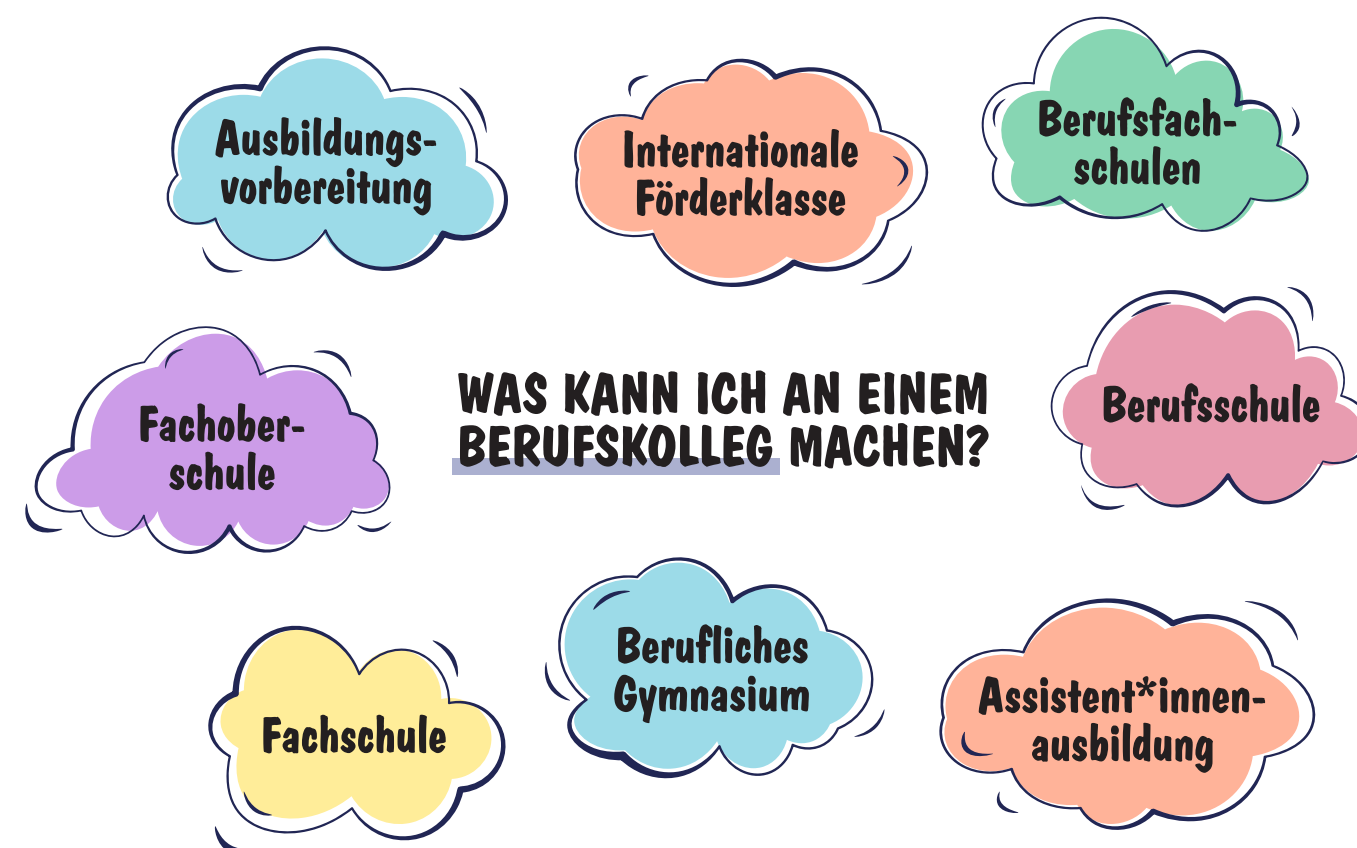 Ausbildungs-
vorbereitung
Internationale
Förderklasse
Berufsfach-
schulen
Fachober-
schule
WAS KANN ICH AN EINEM
BERUFSKOLLEG MACHEN?
Berufsschule
Fachschule
Berufliches
Gymnasium
Assistent*innen-
ausbildung